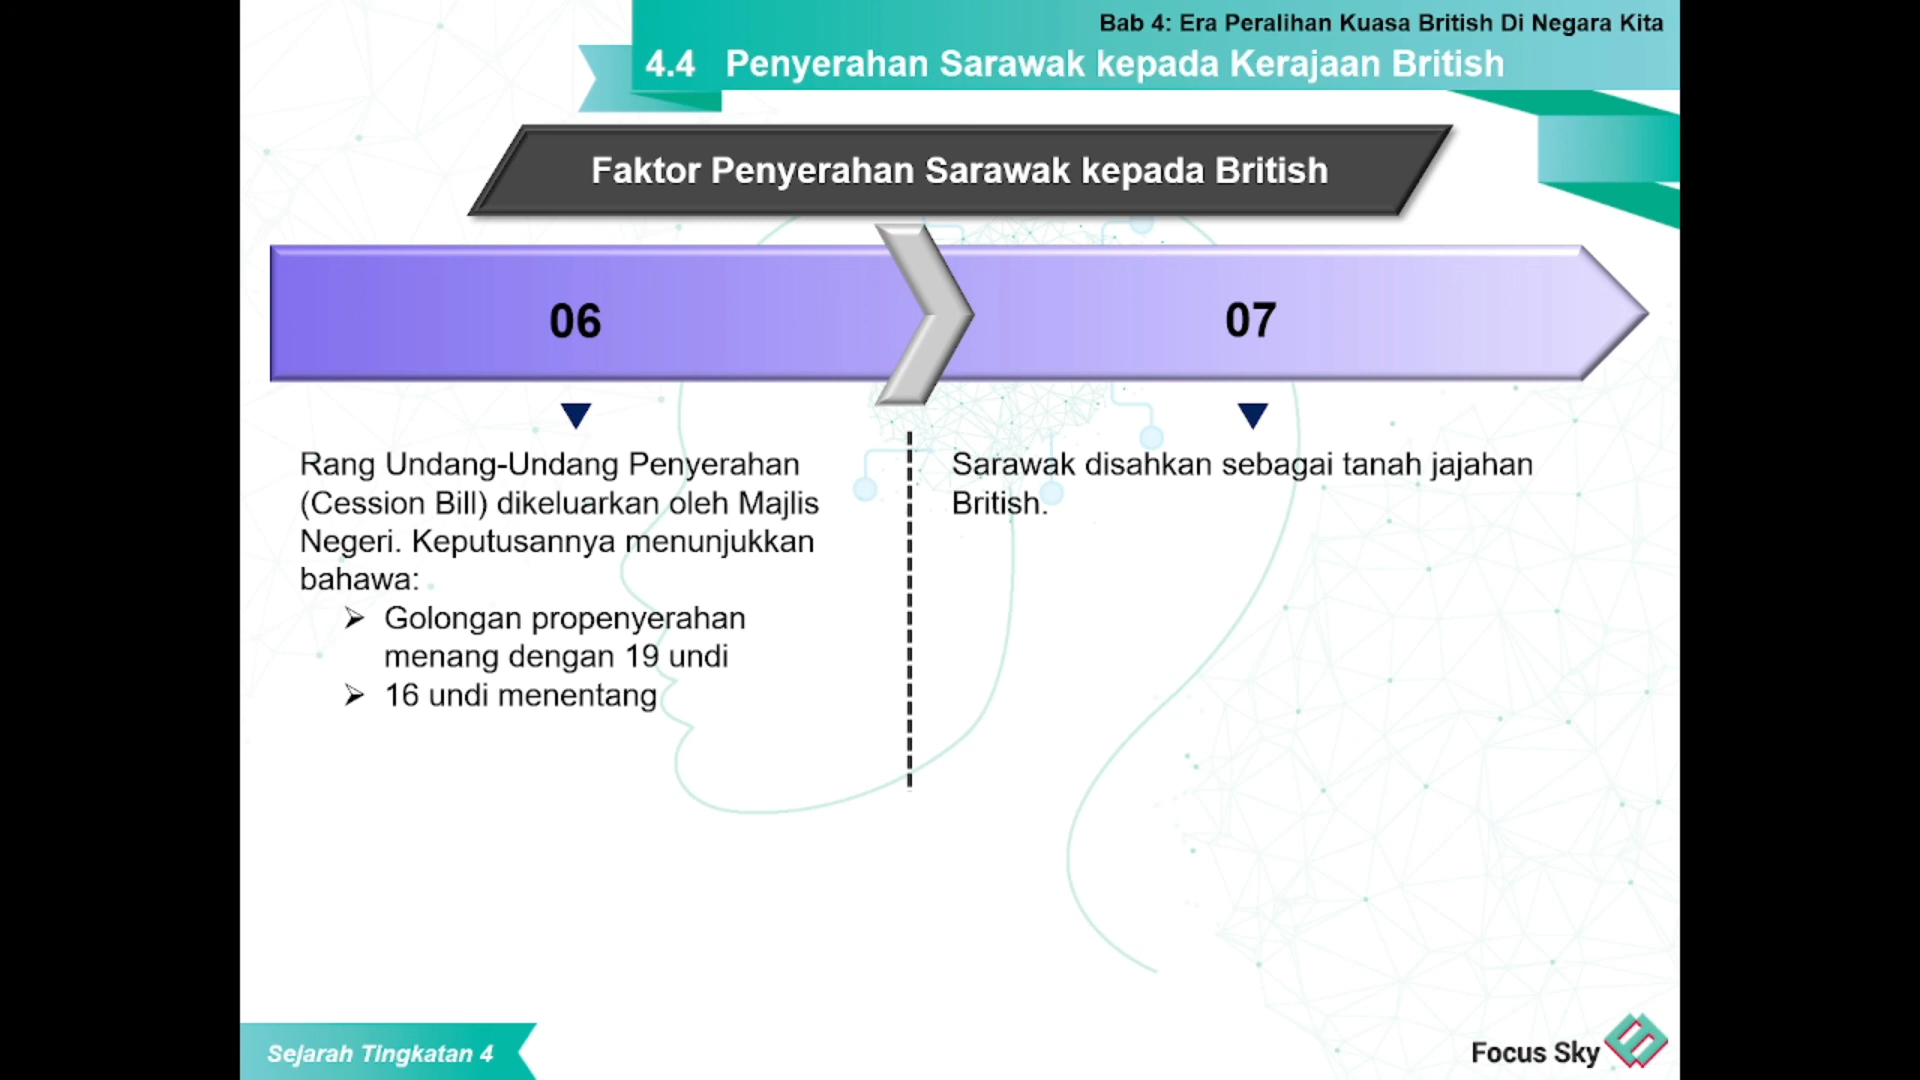 Bab 4: Era Peralihan Kuasa British Di Negara Kita
4.4 Penyerahan Sarawak kepada Kerajaan British
Faktor Penyerahan Sarawak kepada British
06
07
Rang Undang-Undang Penyerahan
(Cession Bill) dikeluarkan oleh Majlis
Negeri. Keputusannya menunjukkan
bahawa:
➢ Golongan propenyerahan
menang dengan 19 undi
➢ 16 undi menentang
Sarawak disahkan sebagai tanah jajahan
British.
Sejarah Tingkatan 4
Focus Sky